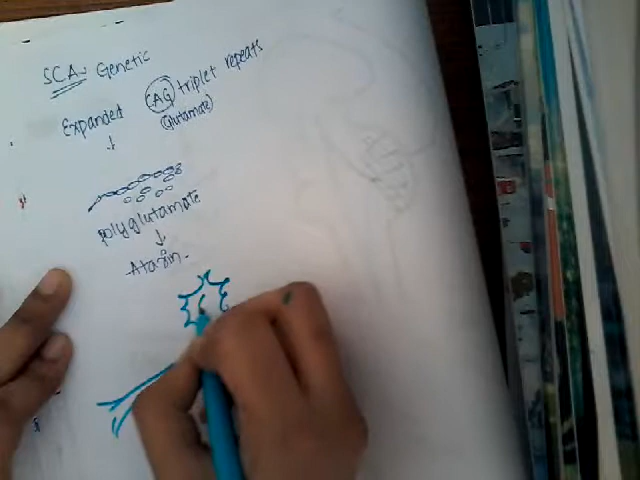 SCA: Genetic
Expanded CAG triplet repeats
(Glutamate)
polyglutamate
Ataxin.